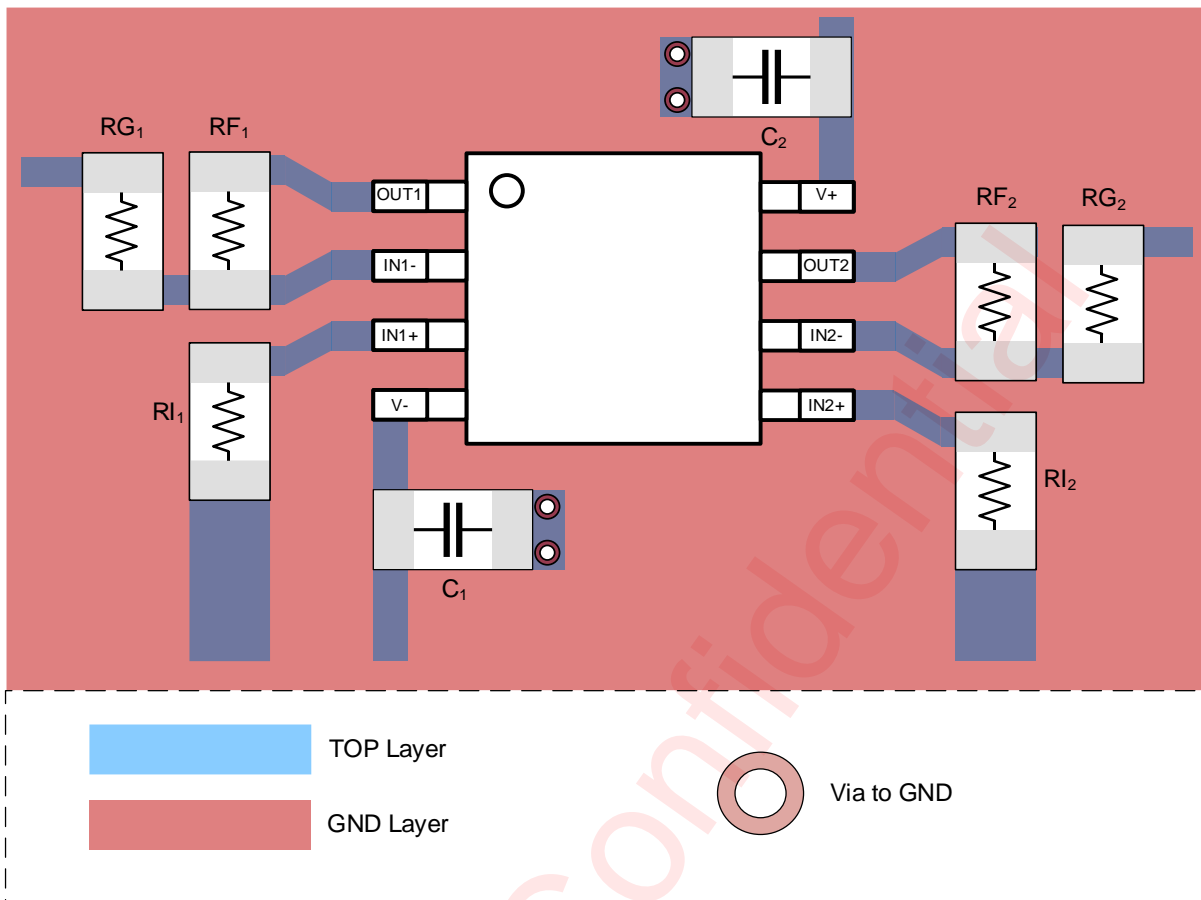 C₂
RG₁ RF₁
OUT1
V+
RF₂ RG₂
IN1-
OUT2
IN1+
IN2-
RI₁
V-
IN2+
RI₂
C₁
TOP Layer
Via to GND
GND Layer
Confidential